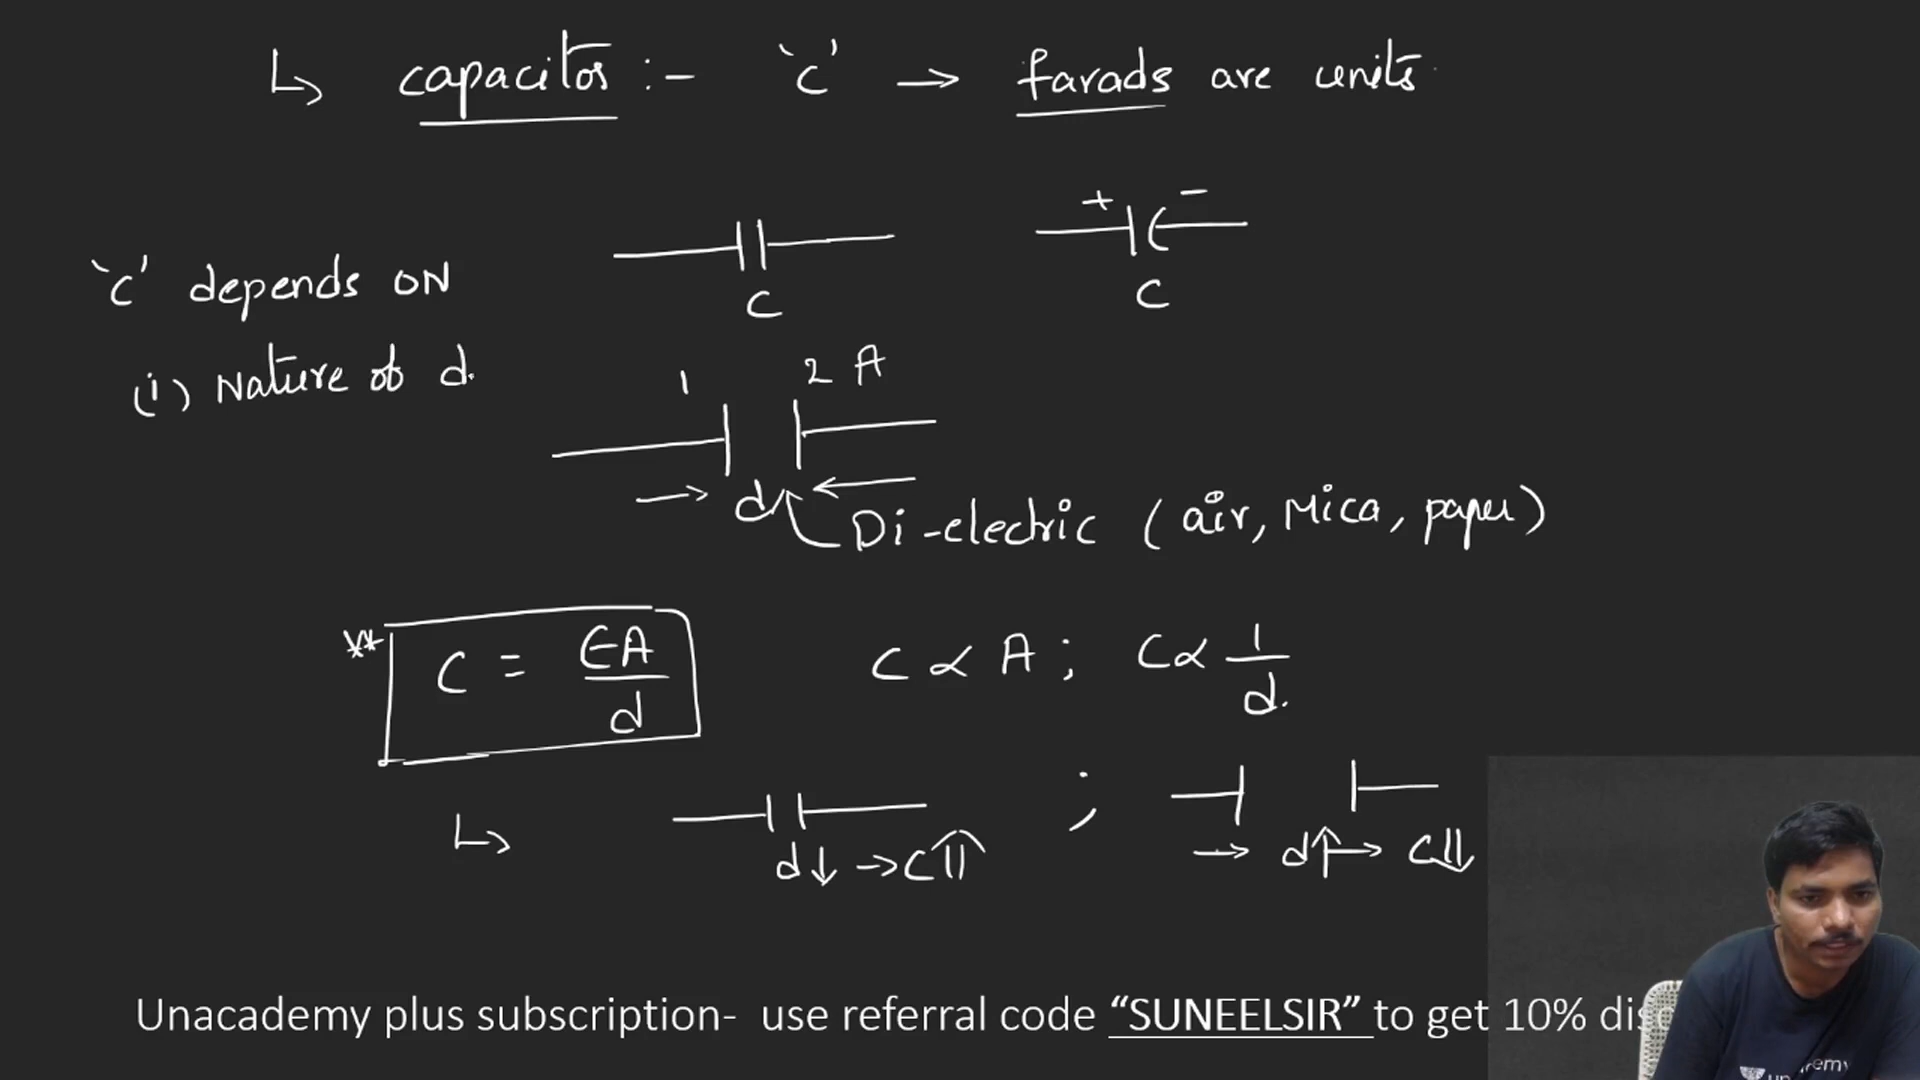 ↳ capacitor :- 'c' → farads are units
+ -
'c' depends ON
C C
(i) Nature of d.
1 2 A
d Di-electric (air, Mica, paper)
** C = ϵA/d C ∝ A ; C ∝ 1/d.
↳ ;
d↓ → C⇑ → d↑ → C⇓
Unacademy plus subscription- use referral code “SUNEELSIR” to get 10%